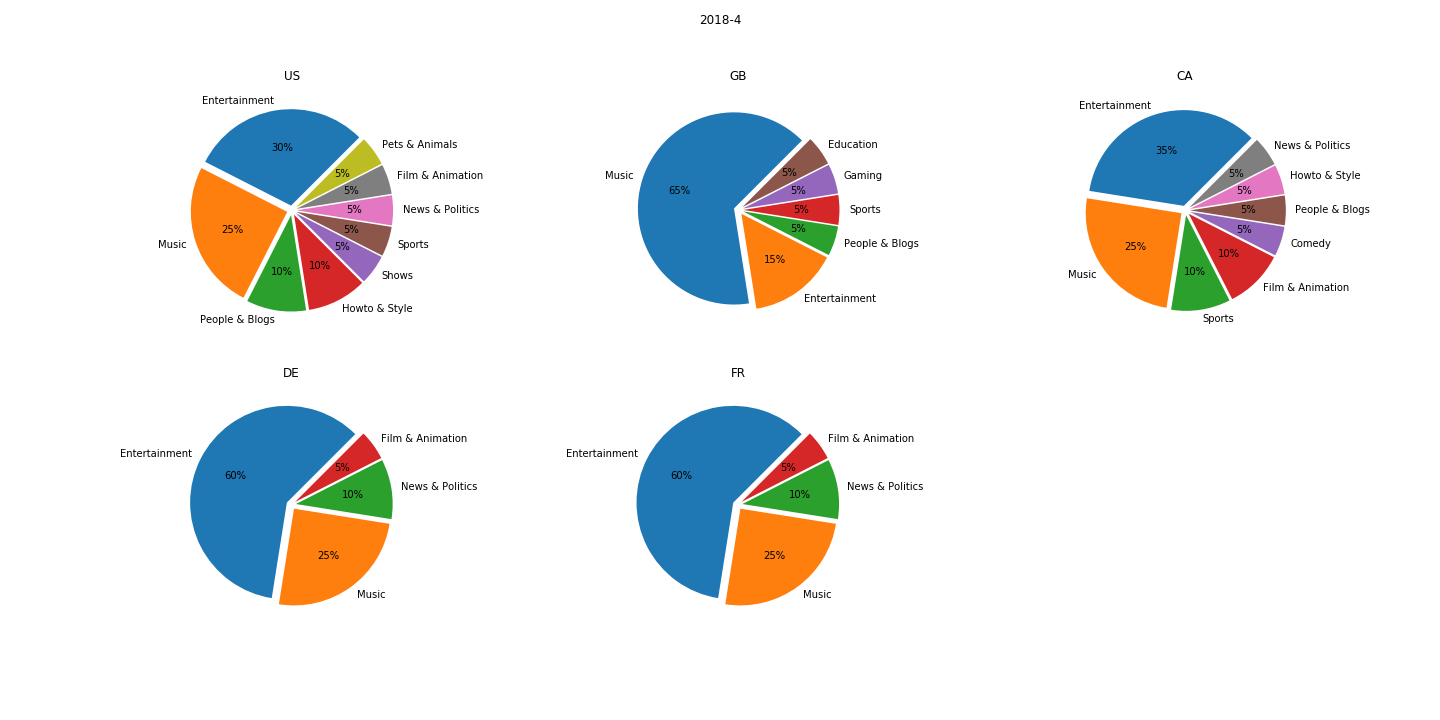 2018-4
US
Entertainment
30%
Music
25%
People & Blogs
10%
Howto & Style
10%
Shows
5%
Sports
5%
News & Politics
5%
Film & Animation
5%
Pets & Animals
5%
GB
Music
65%
Entertainment
15%
People & Blogs
5%
Sports
5%
Gaming
5%
Education
5%
CA
Entertainment
35%
Music
25%
Sports
10%
Film & Animation
10%
Comedy
5%
People & Blogs
5%
Howto & Style
5%
News & Politics
5%
DE
Entertainment
60%
Music
25%
News & Politics
10%
Film & Animation
5%
FR
Entertainment
60%
Music
25%
News & Politics
10%
Film & Animation
5%